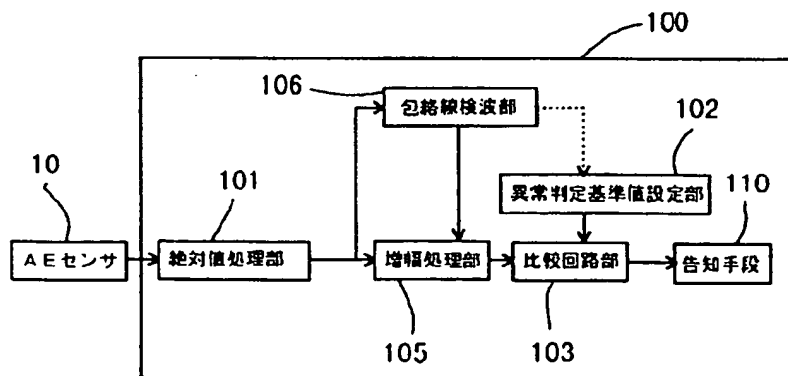 100
106
包絡線検波部
102
10
101
異常判定基準値設定部
110
AEセンサ
絶対値処理部
増幅処理部
比較回路部
告知手段
105
103